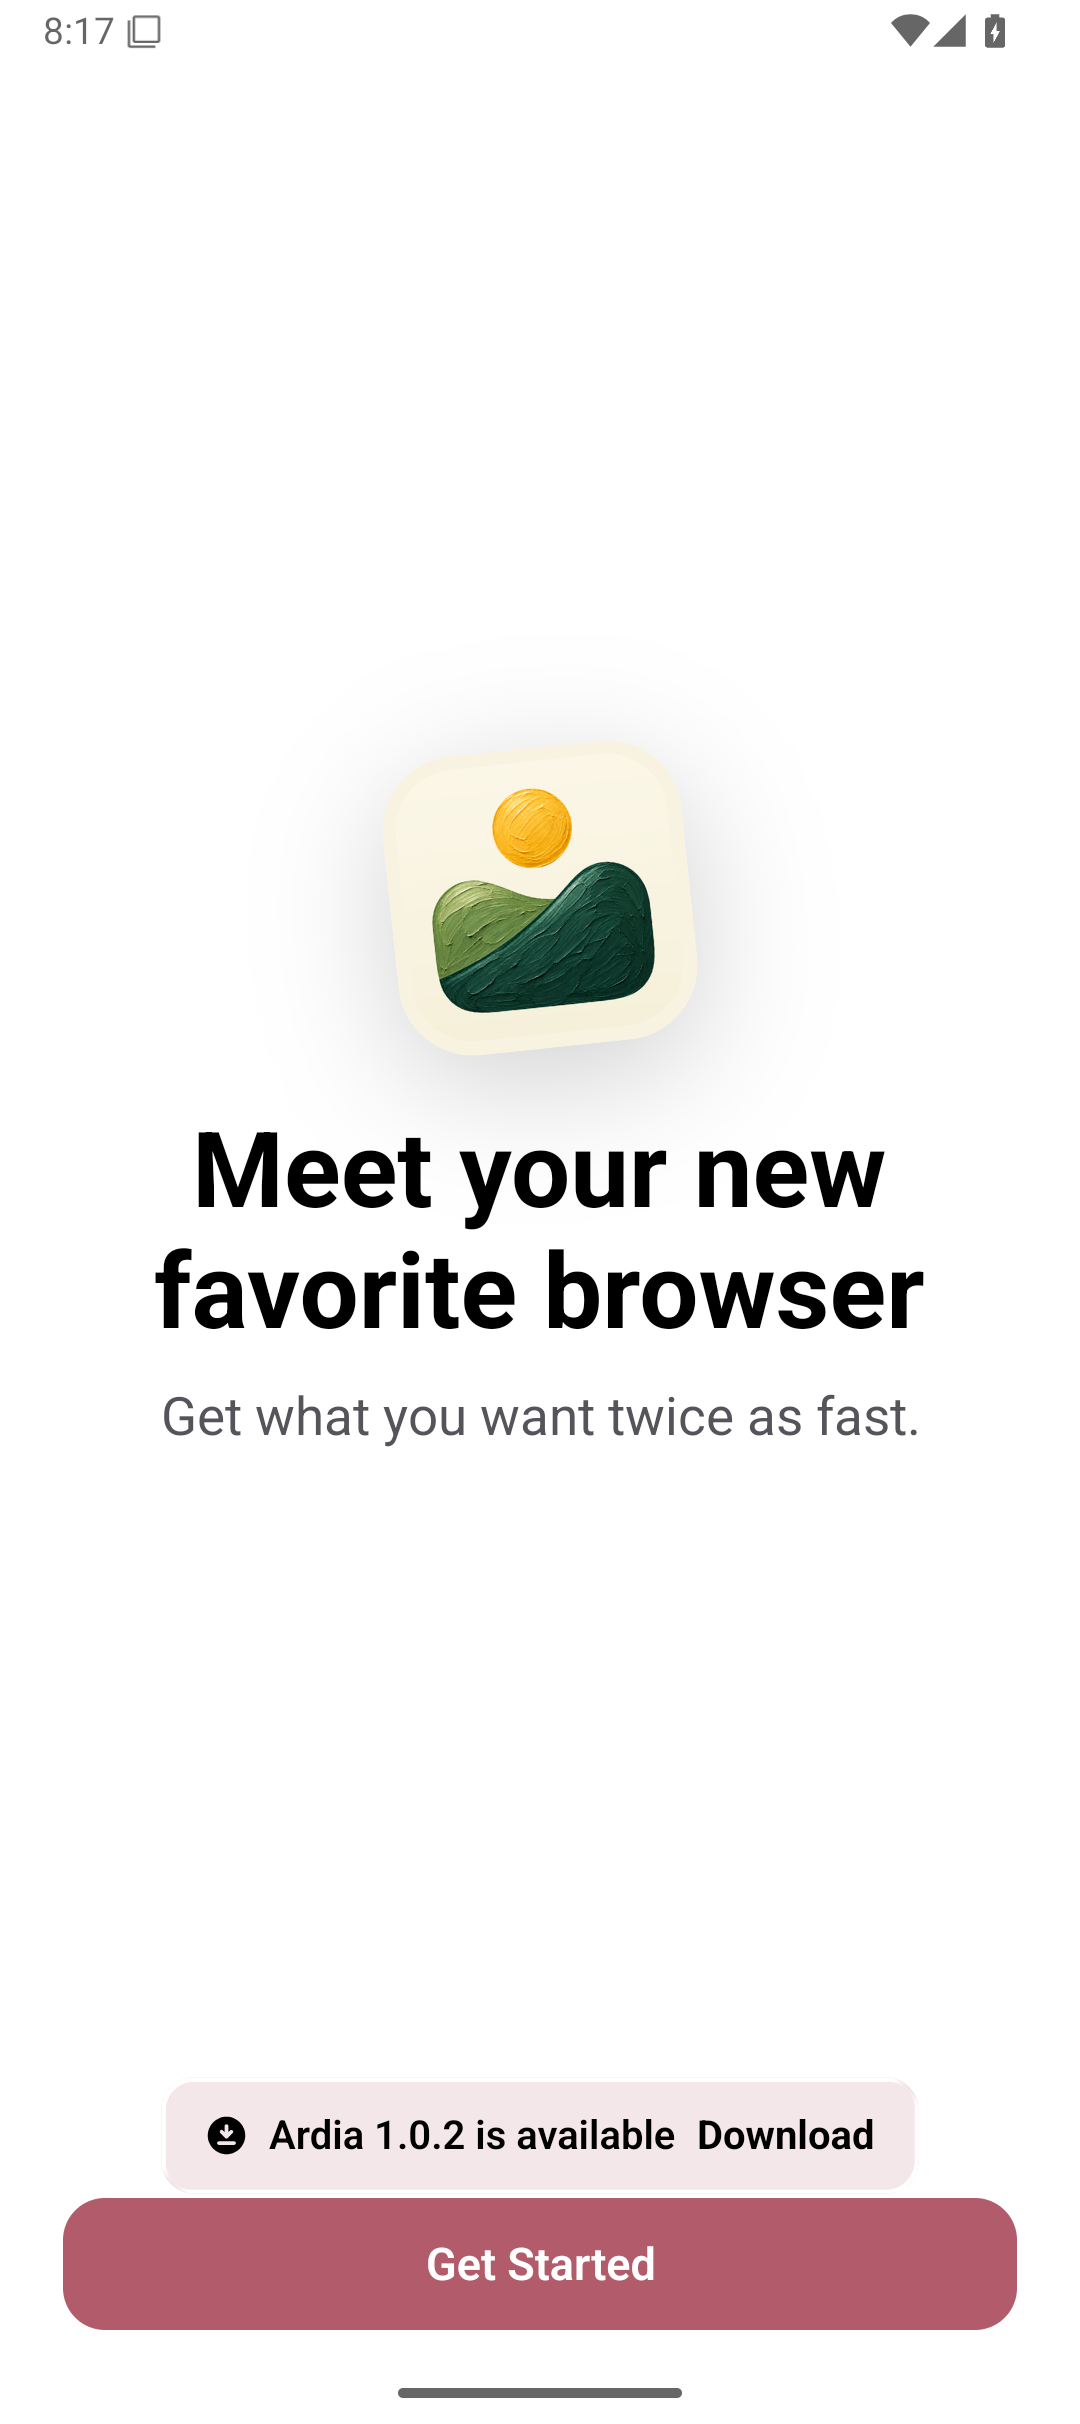 8:17
Meet your new
favorite browser
Get what you want twice as fast.
Ardia 1.0.2 is available Download
Get Started